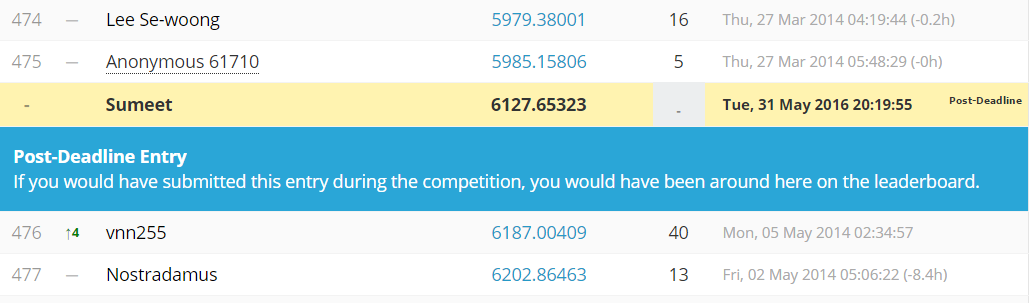 474 — Lee Se-woong 5979.38001 16 Thu, 27 Mar 2014 04:19:44 (-0.2h)
475 — Anonymous 61710 5985.15806 5 Thu, 27 Mar 2014 05:48:29 (-0h)
- Sumeet 6127.65323 - Tue, 31 May 2016 20:19:55 Post-Deadline
Post-Deadline Entry
If you would have submitted this entry during the competition, you would have been around here on the leaderboard.
476 ↑4 vnn255 6187.00409 40 Mon, 05 May 2014 02:34:57
477 — Nostradamus 6202.86463 13 Fri, 02 May 2014 05:06:22 (-8.4h)